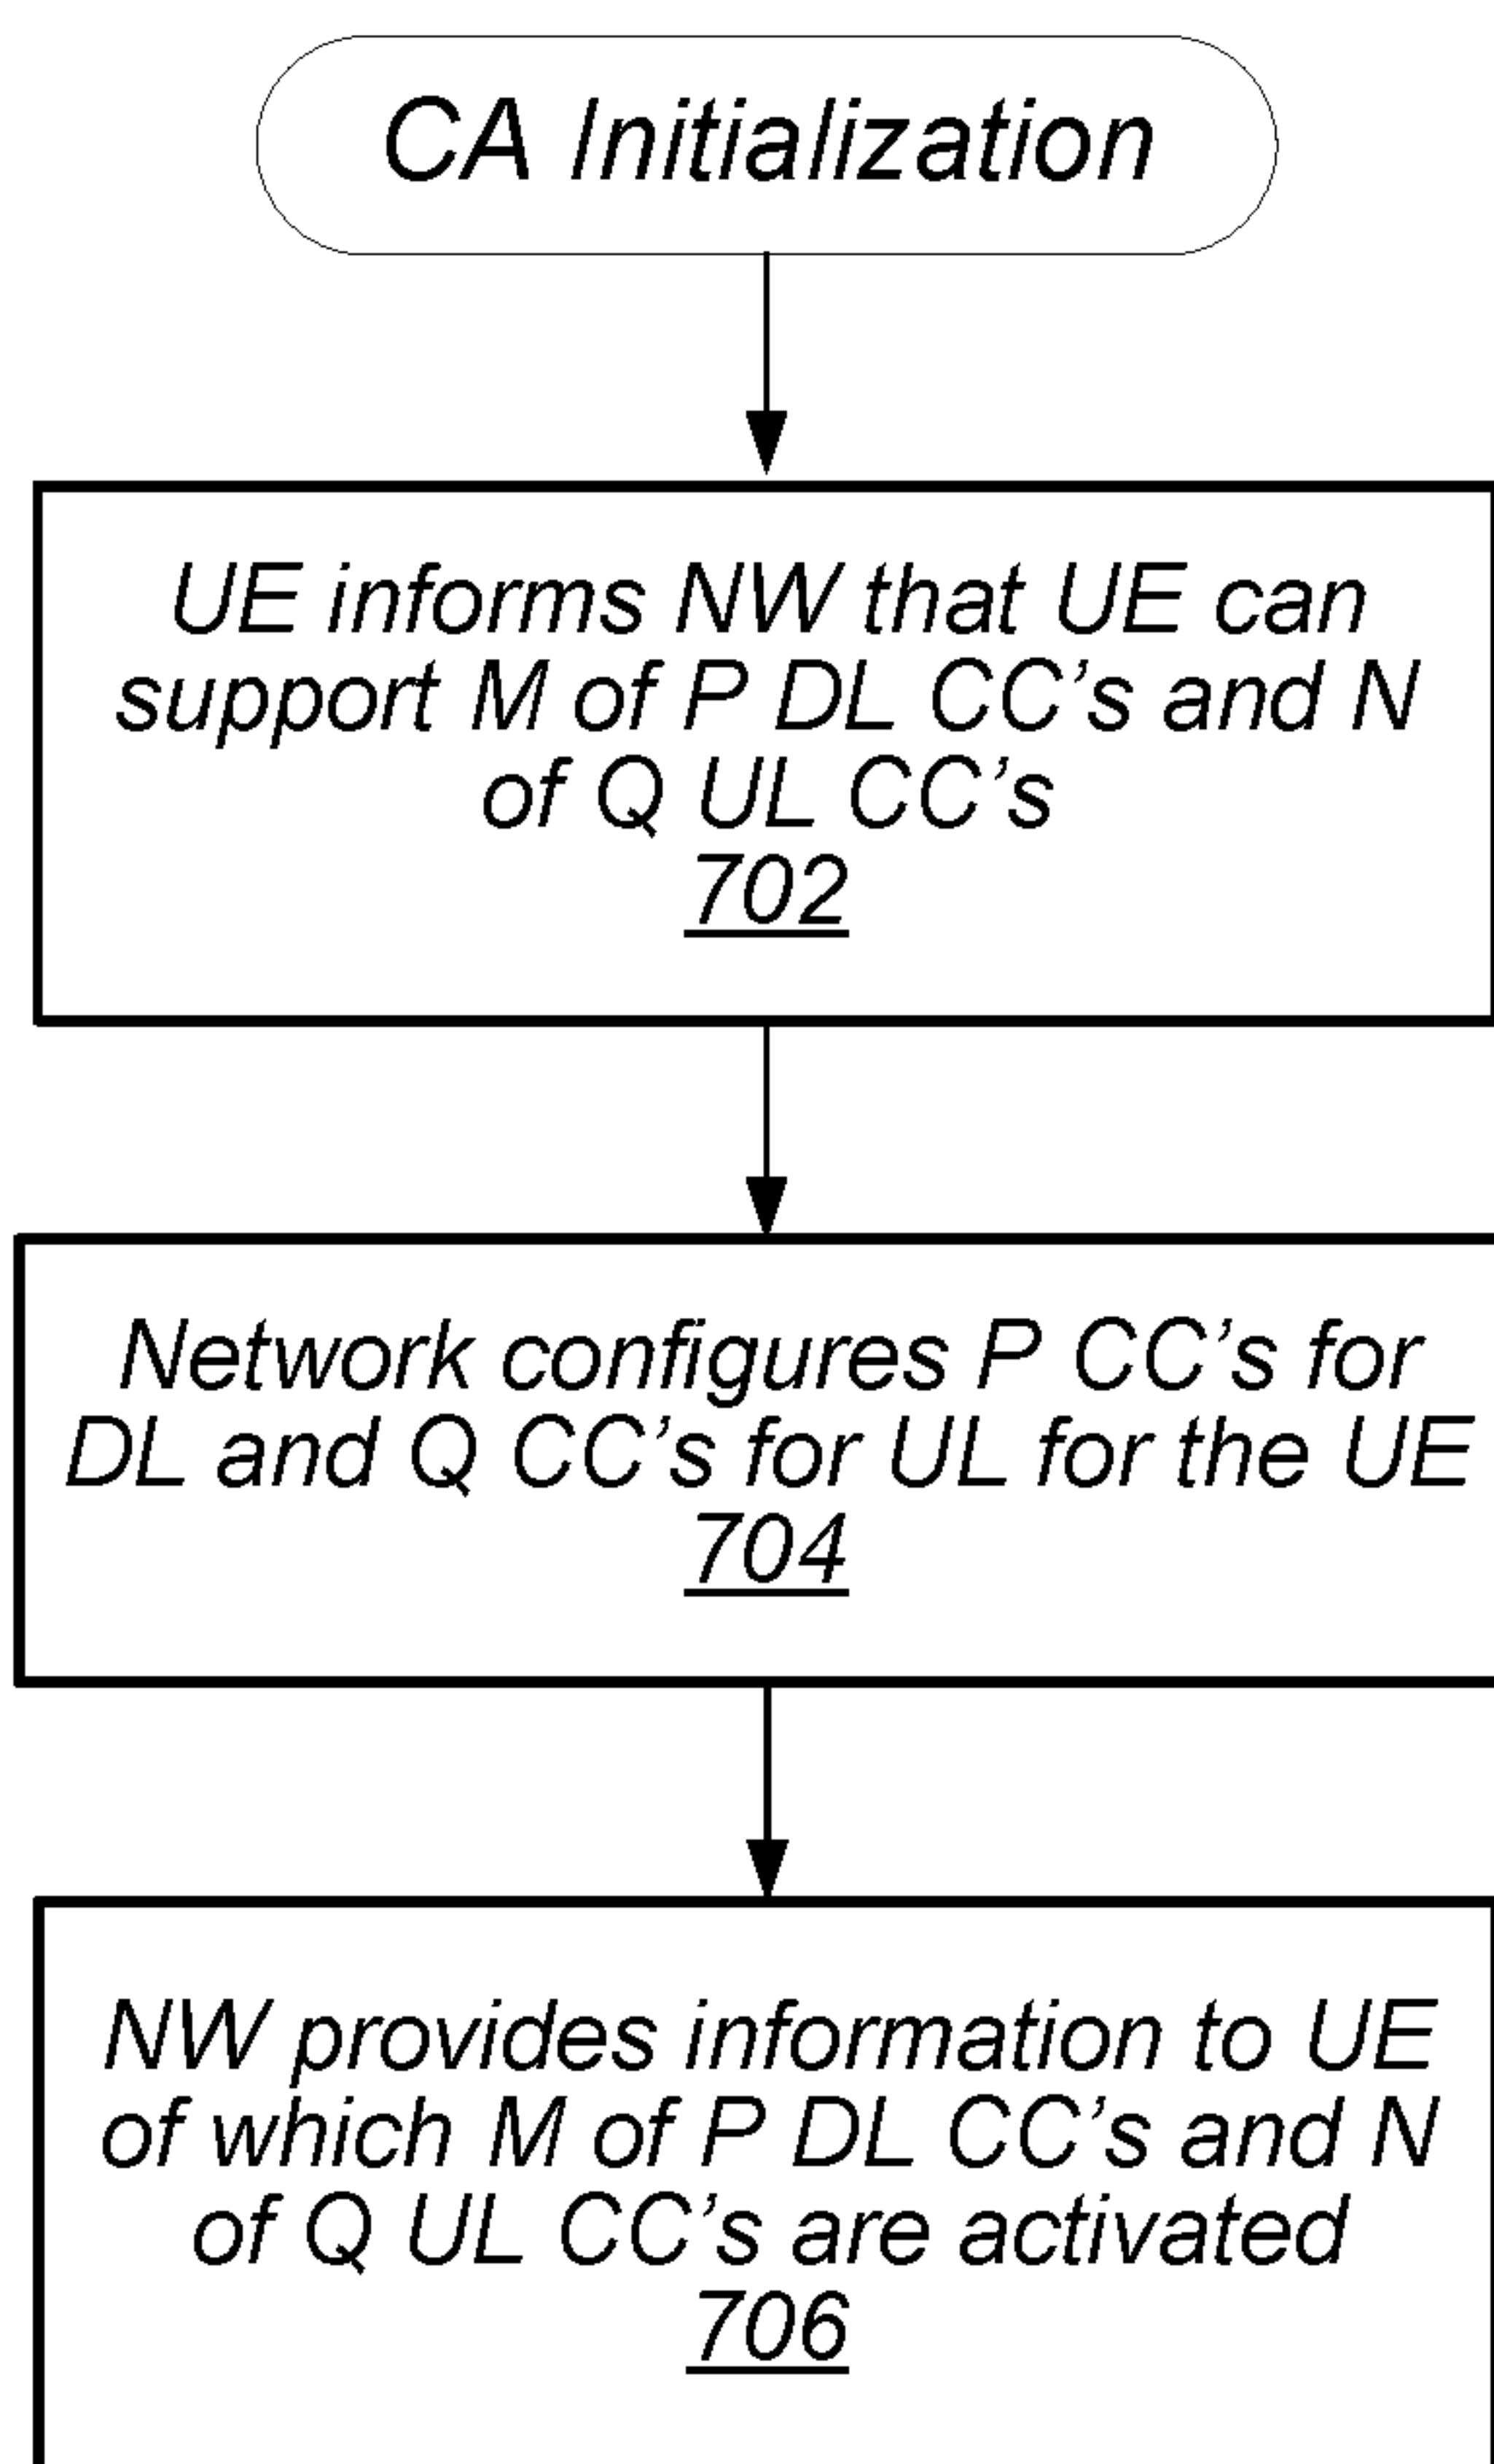 CA Initialization
UE informs NW that UE can
support M of P DL CC's and N
of Q UL CC's
702
Network configures P CC's for
DL and Q CC's for UL for the UE
704
NW provides information to UE
of which M of P DL CC's and N
of Q UL CC's are activated
706